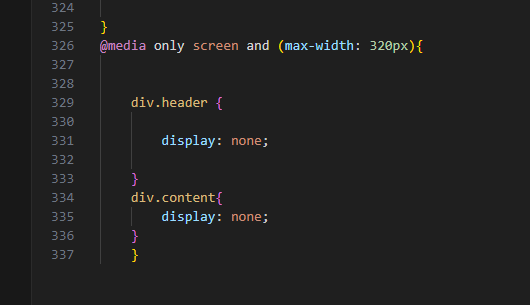 324
325 }
326 @media only screen and (max-width: 320px){
327
328
329 div.header {
330
331 display: none;
332
333 }
334 div.content{
335 display: none;
336 }
337 }